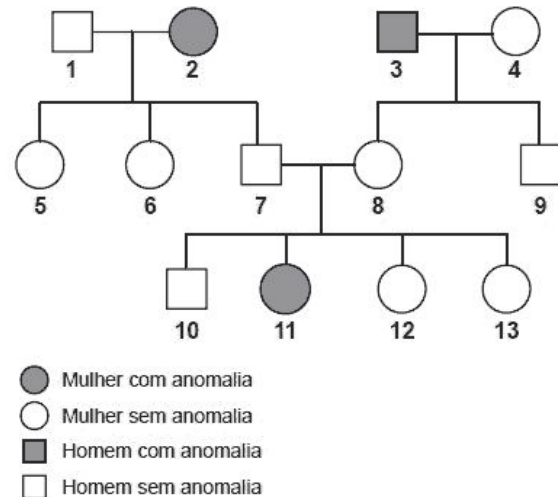 1 2 3 4
5 6 7 8 9
10 11 12 13
Mulher com anomalia
Mulher sem anomalia
Homem com anomalia
Homem sem anomalia